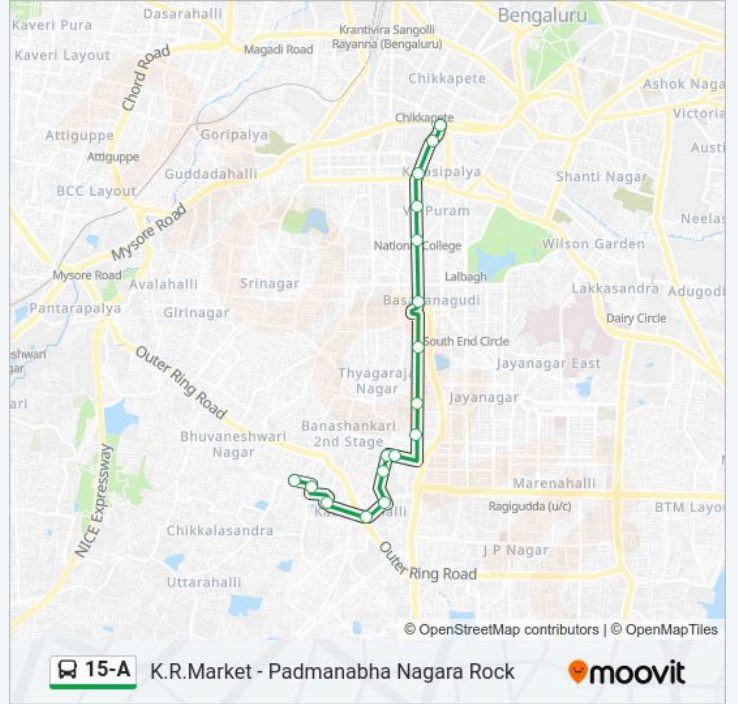 Bengaluru
Dasarahalli
Kaveri Pura
Krantivira Sangolli
Rayanna (Bengaluru)
Magadi Road
Kaveri Layout
Chord Road
Chikkapete
Ashok Naga
Victoria
Chikkapete
Attiguppe
Goripalya
Austi
Attiguppe
Guddadahalli
Shanti Nagar
BCC Layout
Puram
Neelas
Mysore Road
College
Wilson Garden
Mysore Road
Avalahalli
Srinagar
Lalbagh
Lakkasandra
Adugodi
Pantarapalya
Girinagar
Dairy Circle
South End Circle
Outer Ring Road
Jayanagar East
Thyagaraja
Nagar
Jayanagar
Banashankari
2nd Stage
Bhuvaneshwari
Nagar
NICE Expressway
Marenahalli
Ragigudda (u/c)
BTM Layo
Chikkalasandra
J P Nagar
Outer Ring Road
Uttarahalli
© OpenStreetMap contributors | © OpenMapTiles
15-A K.R.Market - Padmanabha Nagara Rock moovit